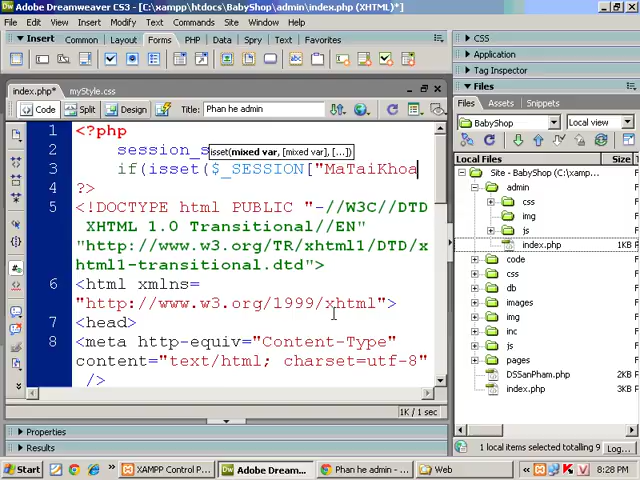 Adobe Dreamweaver CS3 - [C:\xampp\htdocs\BabyShop\admin\index.php (XHTML)*]
File Edit View Insert Modify Text Commands Site Window Help
Insert Common Layout Forms PHP Data Spry Text Favorites
index.php* myStyle.css
Code Split Design Title: Phan he admin
1 <?php
2 session_s
isset(mixed var, [mixed var], [...])
3 if(isset($_SESSION["MaTaiKhoa
4 ?>
5 <!DOCTYPE html PUBLIC "-//W3C//DTD
XHTML 1.0 Transitional//EN"
"http://www.w3.org/TR/xhtml1/DTD/x
html1-transitional.dtd">
6 <html xmlns=
"http://www.w3.org/1999/xhtml">
7 <head>
8 <meta http-equiv="Content-Type"
content="text/html; charset=utf-8"
/>
1K / 1 sec
Properties
Results
CSS
Application
Tag Inspector
Files
Files Assets Snippets
BabyShop Local view
Local Files Size
Site - BabyShop (C:\xamp...
admin
css
img
js
index.php 1KB
code
css
db
images
img
inc
js
pages
DSSanPham.php 2KB
index.php 3KB
1 local items selected totalling 9
Log...
Start XAMPP Control P... Adobe Dream... Phan he admin - ... Web 8:28 PM